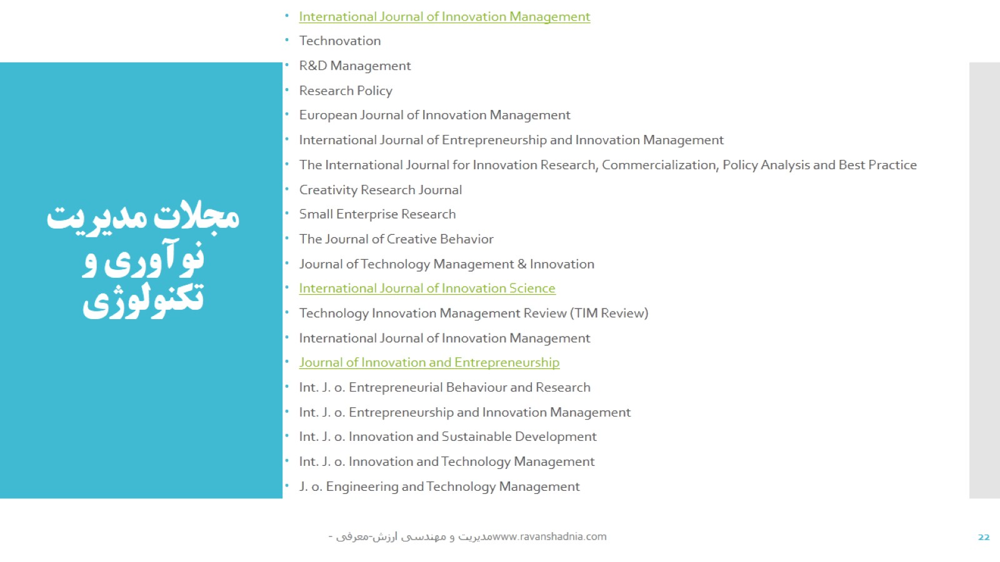 مجلات مدیریت
نوآوری و
تکنولوژی
• International Journal of Innovation Management
• Technovation
• R&D Management
• Research Policy
• European Journal of Innovation Management
• International Journal of Entrepreneurship and Innovation Management
• The International Journal for Innovation Research, Commercialization, Policy Analysis and Best Practice
• Creativity Research Journal
• Small Enterprise Research
• The Journal of Creative Behavior
• Journal of Technology Management & Innovation
• International Journal of Innovation Science
• Technology Innovation Management Review (TIM Review)
• International Journal of Innovation Management
• Journal of Innovation and Entrepreneurship
• Int. J. o. Entrepreneurial Behaviour and Research
• Int. J. o. Entrepreneurship and Innovation Management
• Int. J. o. Innovation and Sustainable Development
• Int. J. o. Innovation and Technology Management
• J. o. Engineering and Technology Management
www.ravanshadnia.comمدیریت و مهندسی ارزش-معرفی -
22